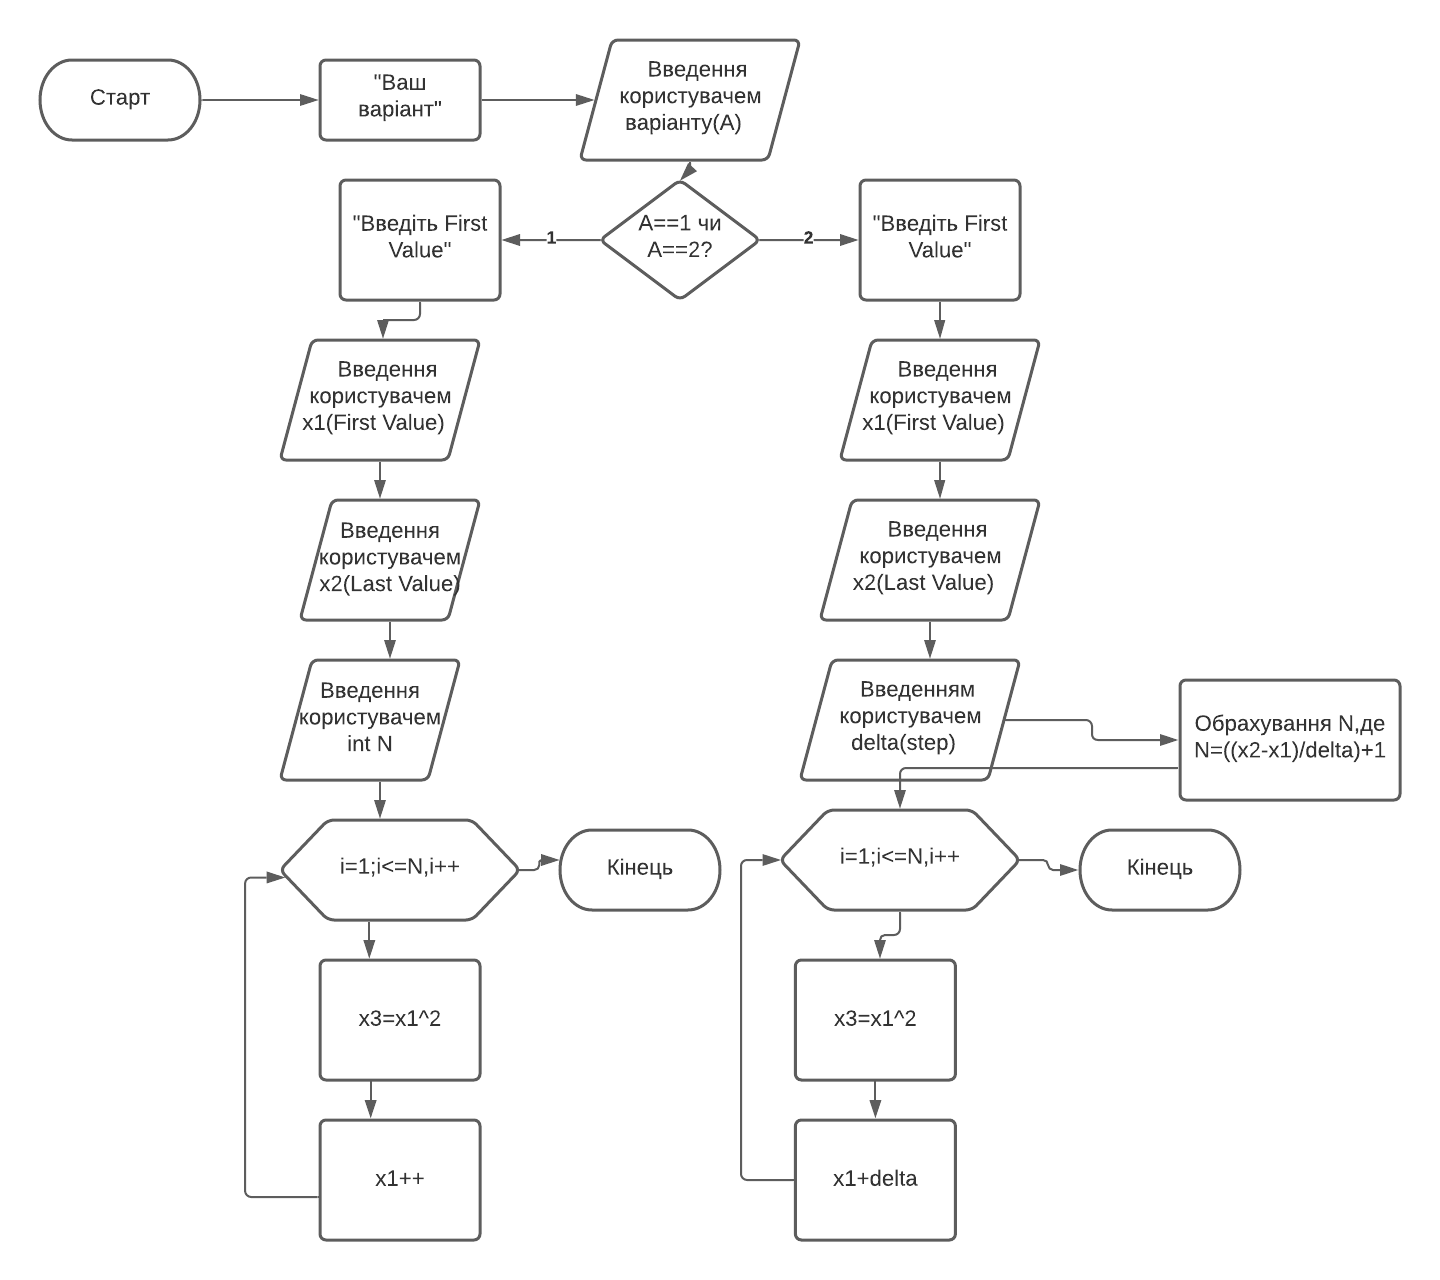 Старт
"Ваш
варіант"
Введення
користувачем
варіанту(А)
"Введіть First
Value"
1
A==1 чи
A==2?
2
"Введіть First
Value"
Введення
користувачем
x1(First Value)
Введення
користувачем
x1(First Value)
Введення
користувачем
x2(Last Value)
Введення
користувачем
x2(Last Value)
Введення
користувачем
int N
Введенням
користувачем
delta(step)
Обрахування N,де
N=((x2-x1)/delta)+1
i=1;i<=N,i++
Кінець
i=1;i<=N,i++
Кінець
x3=x1^2
x3=x1^2
x1++
x1+delta